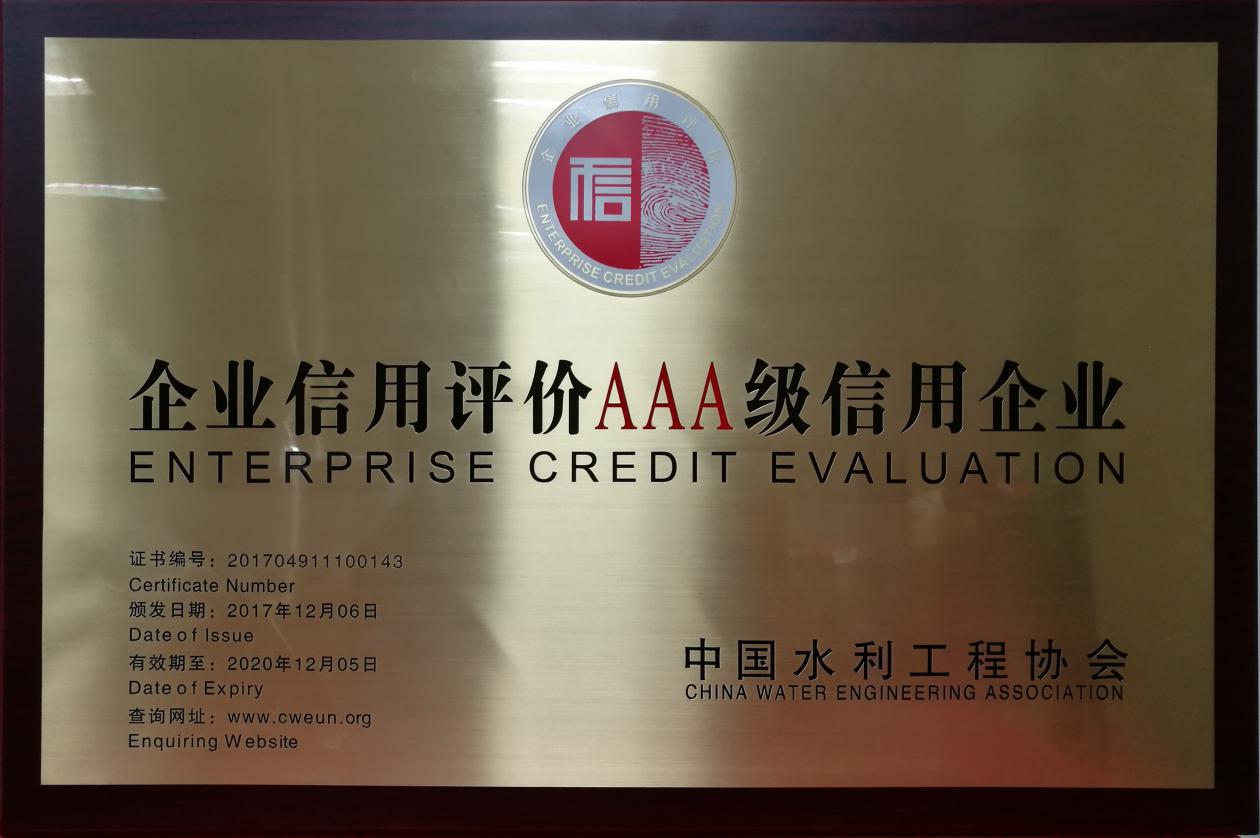 企业信用评价
信
ENTERPRISE CREDIT EVALUATION
企业信用评价AAA级信用企业
ENTERPRISE CREDIT EVALUATION
证书编号：201704911100143
Certificate Number
颁发日期：2017年12月06日
Date of Issue
有效期至：2020年12月05日
Date of Expiry
查询网址：www.cweun.org
Enquiring Website
中国水利工程协会
CHINA WATER ENGINEERING ASSOCIATION